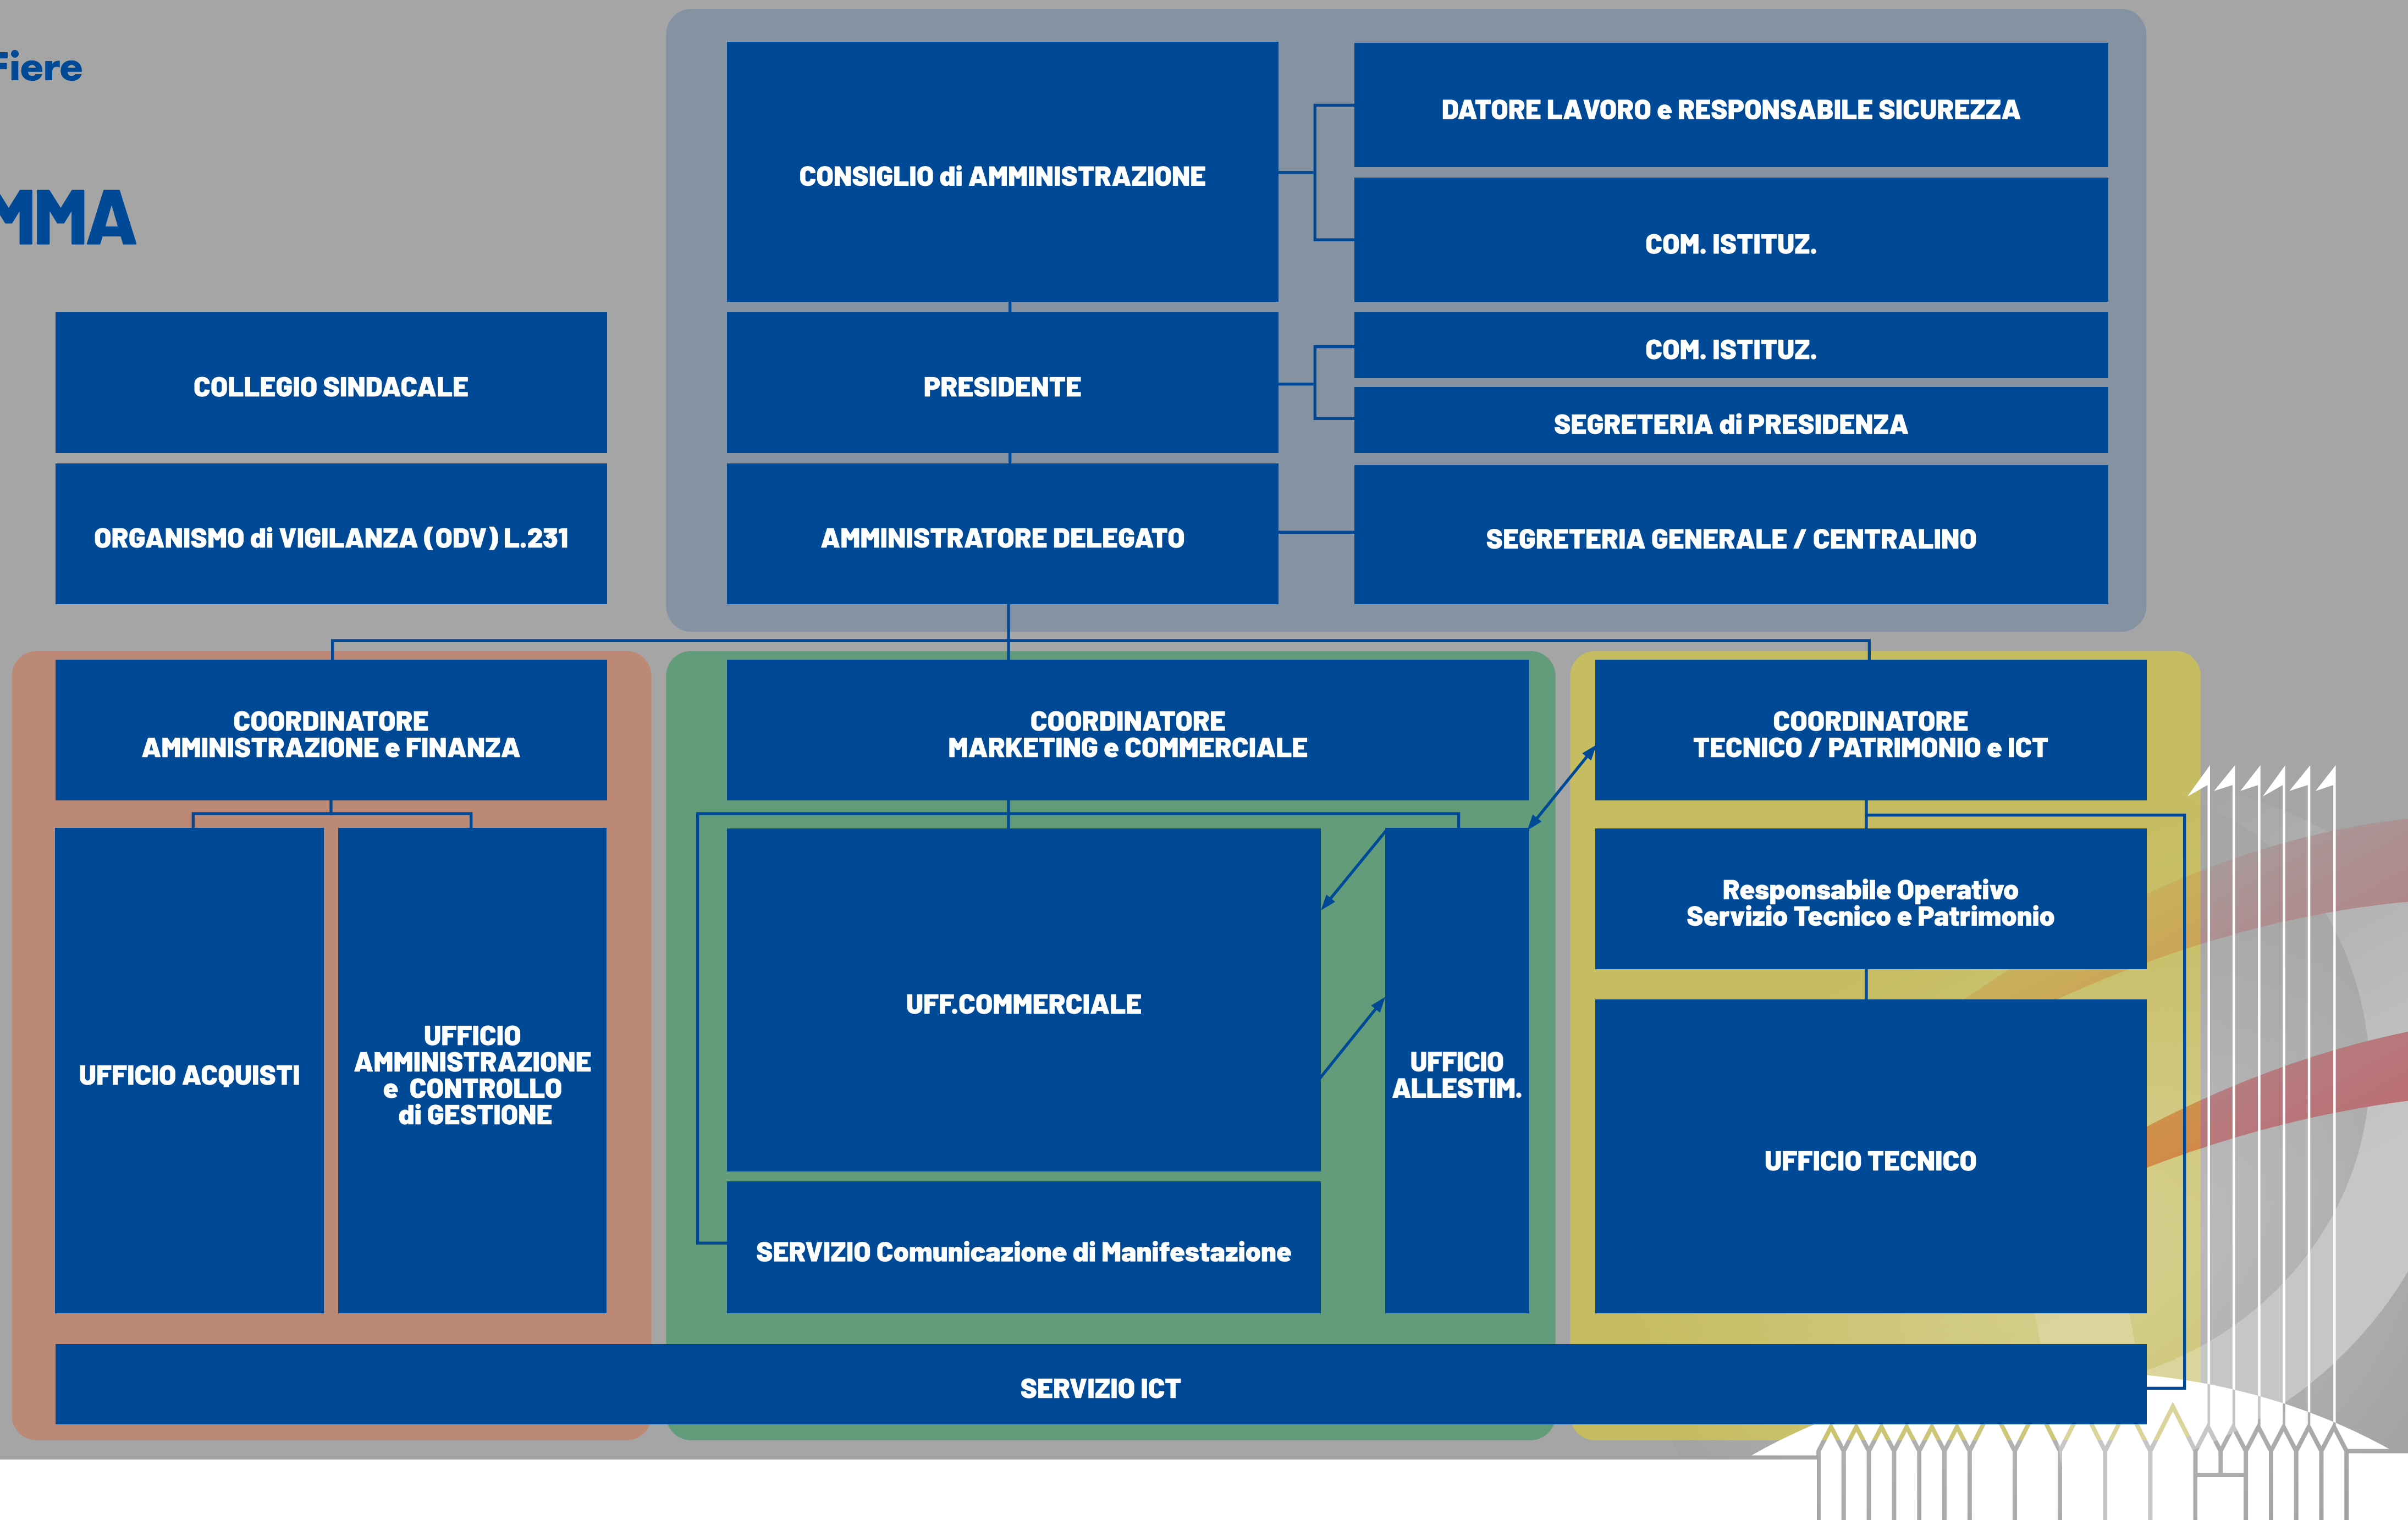 Fiere
MMA
CONSIGLIO di AMMINISTRAZIONE
DATORE LAVORO e RESPONSABILE SICUREZZA
COM. ISTITUZ.
COLLEGIO SINDACALE
PRESIDENTE
COM. ISTITUZ.
SEGRETERIA di PRESIDENZA
ORGANISMO di VIGILANZA (ODV) L.231
AMMINISTRATORE DELEGATO
SEGRETERIA GENERALE / CENTRALINO
COORDINATORE
AMMINISTRAZIONE e FINANZA
COORDINATORE
MARKETING e COMMERCIALE
COORDINATORE
TECNICO / PATRIMONIO e ICT
UFFICIO ACQUISTI
UFFICIO
AMMINISTRAZIONE
e CONTROLLO
di GESTIONE
UFF.COMMERCIALE
SERVIZIO Comunicazione di Manifestazione
UFFICIO
ALLESTIM.
Responsabile Operativo
Servizio Tecnico e Patrimonio
UFFICIO TECNICO
SERVIZIO ICT